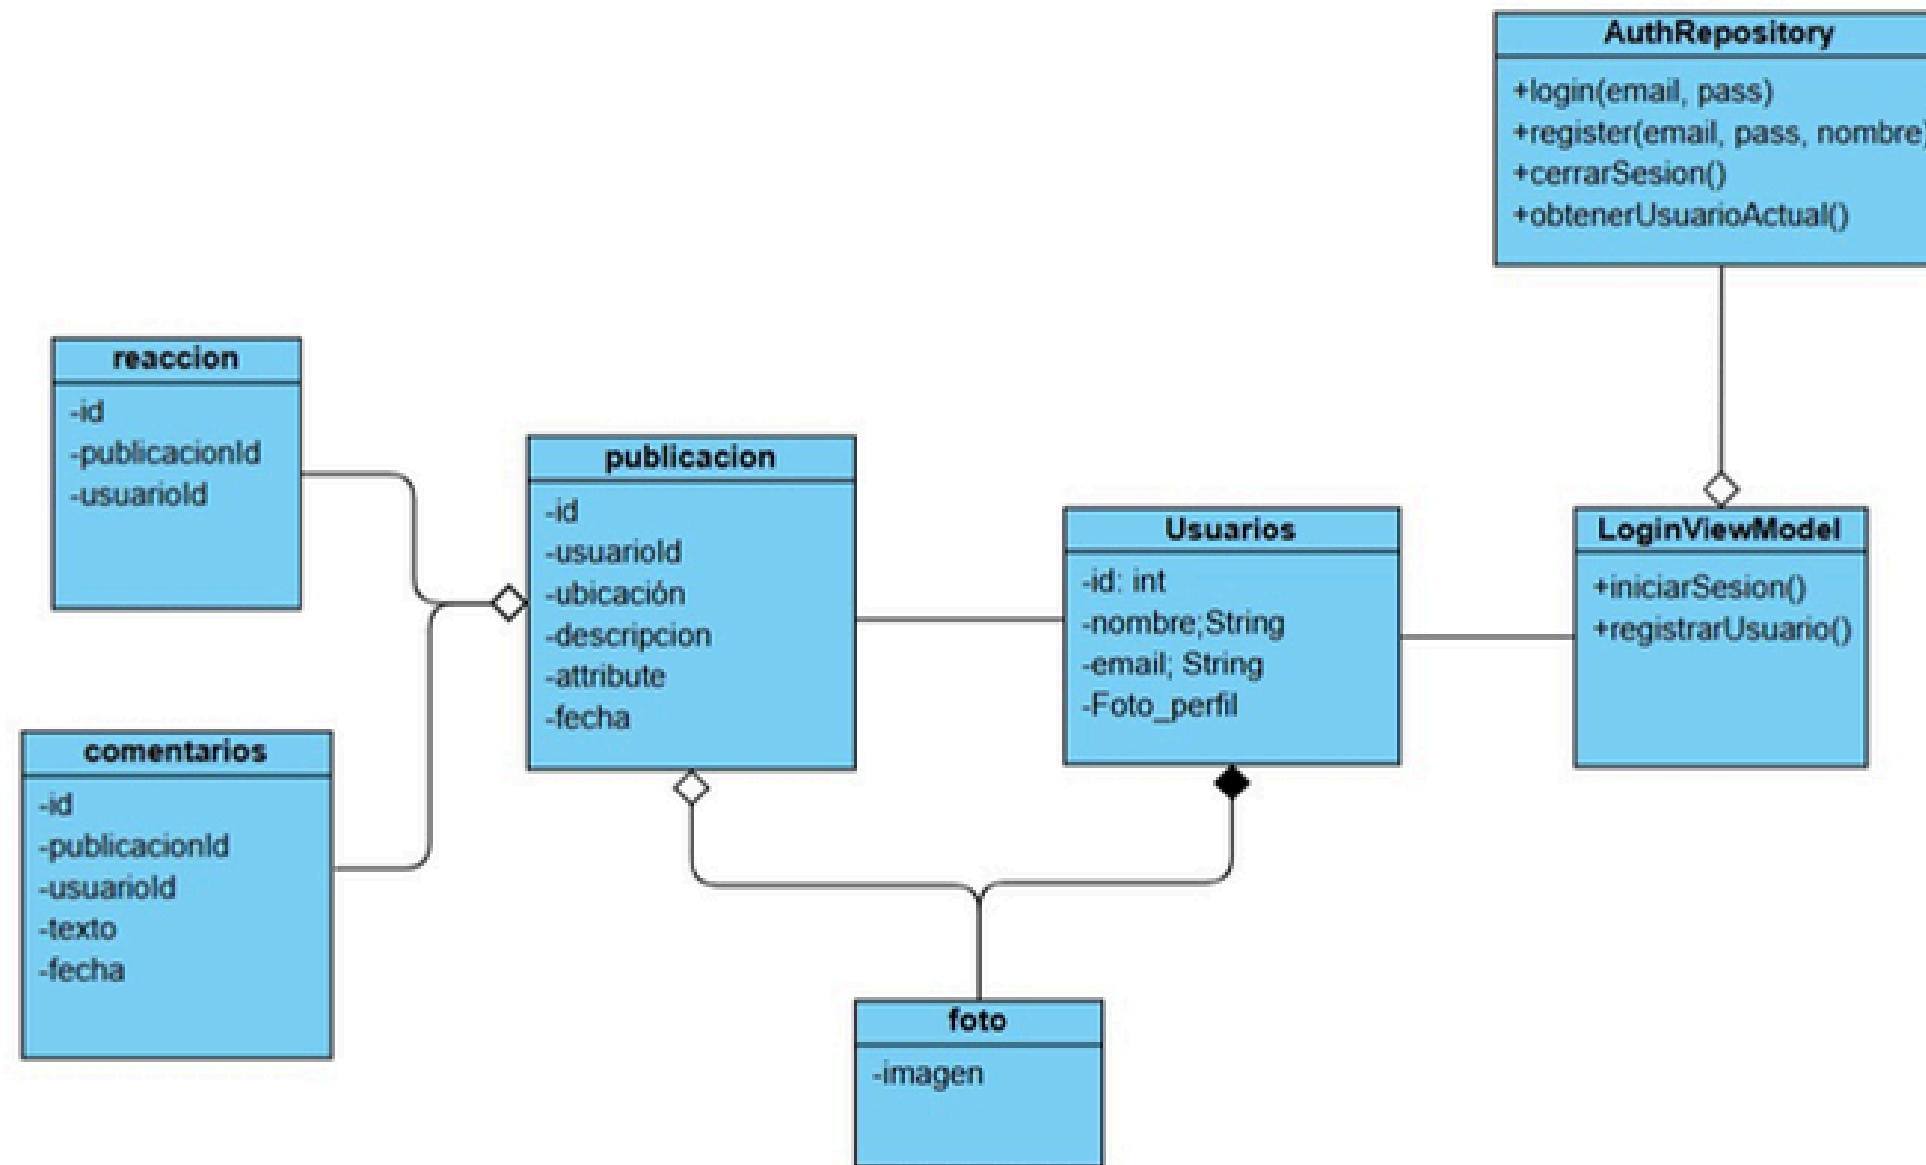 AuthRepository
+login(email, pass)
+register(email, pass, nombre)
+cerrarSesion()
+obtenerUsuarioActual()
reaccion
-id
-publicacionId
-usuarioId
publicacion
-id
-usuarioId
-ubicación
-descripcion
-attribute
-fecha
Usuarios
-id: int
-nombre;String
-email; String
-Foto_perfil
LoginViewModel
+iniciarSesion()
+registrarUsuario()
comentarios
-id
-publicacionId
-usuarioId
-texto
-fecha
foto
-imagen